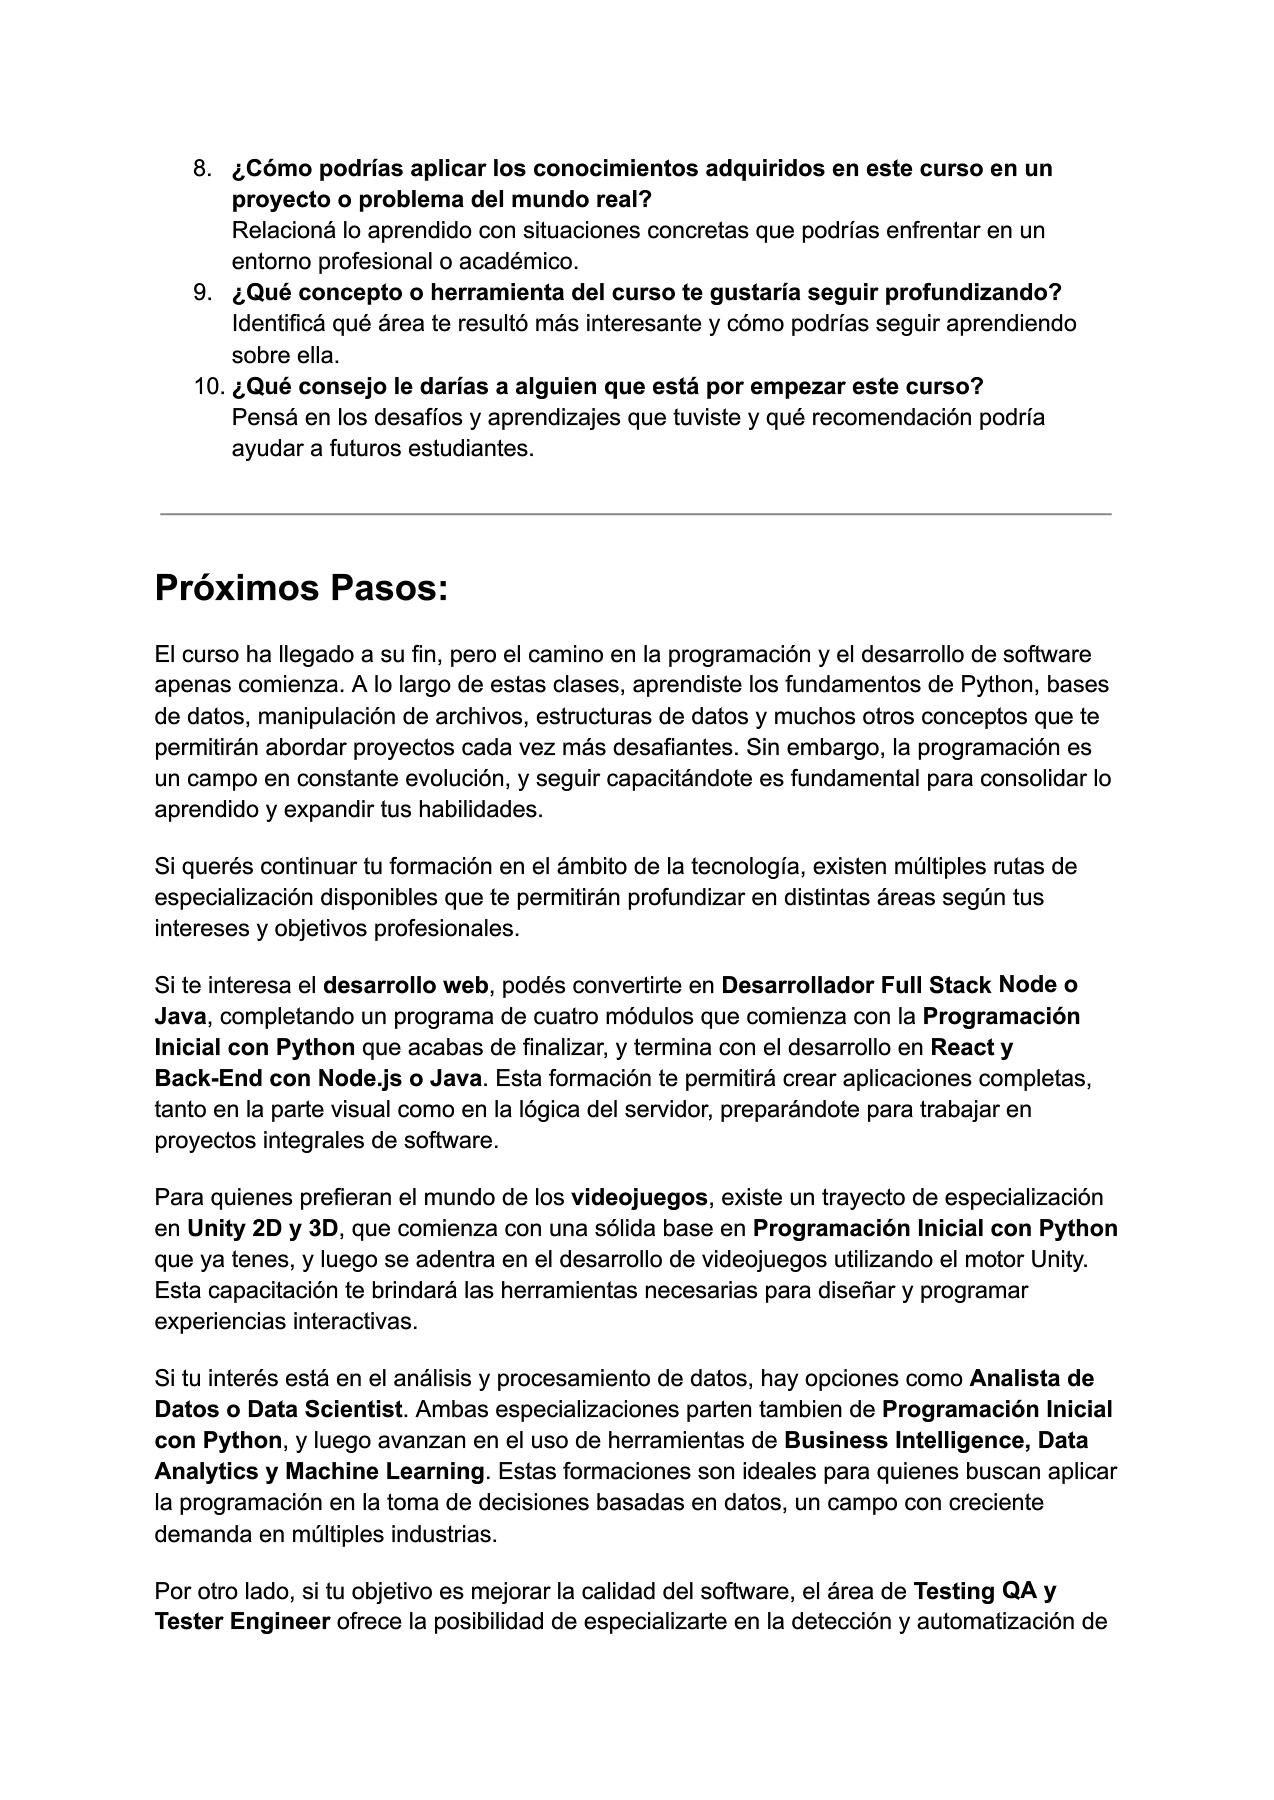 8. ¿Cómo podrías aplicar los conocimientos adquiridos en este curso en un
proyecto o problema del mundo real?
Relacioná lo aprendido con situaciones concretas que podrías enfrentar en un
entorno profesional o académico.
9. ¿Qué concepto o herramienta del curso te gustaría seguir profundizando?
Identificá qué área te resultó más interesante y cómo podrías seguir aprendiendo
sobre ella.
10. ¿Qué consejo le darías a alguien que está por empezar este curso?
Pensá en los desafíos y aprendizajes que tuviste y qué recomendación podría
ayudar a futuros estudiantes.
Próximos Pasos:
El curso ha llegado a su fin, pero el camino en la programación y el desarrollo de software
apenas comienza. A lo largo de estas clases, aprendiste los fundamentos de Python, bases
de datos, manipulación de archivos, estructuras de datos y muchos otros conceptos que te
permitirán abordar proyectos cada vez más desafiantes. Sin embargo, la programación es
un campo en constante evolución, y seguir capacitándote es fundamental para consolidar lo
aprendido y expandir tus habilidades.
Si querés continuar tu formación en el ámbito de la tecnología, existen múltiples rutas de
especialización disponibles que te permitirán profundizar en distintas áreas según tus
intereses y objetivos profesionales.
Si te interesa el desarrollo web, podés convertirte en Desarrollador Full Stack Node o
Java, completando un programa de cuatro módulos que comienza con la Programación
Inicial con Python que acabas de finalizar, y termina con el desarrollo en React y
Back-End con Node.js o Java. Esta formación te permitirá crear aplicaciones completas,
tanto en la parte visual como en la lógica del servidor, preparándote para trabajar en
proyectos integrales de software.
Para quienes prefieran el mundo de los videojuegos, existe un trayecto de especialización
en Unity 2D y 3D, que comienza con una sólida base en Programación Inicial con Python
que ya tenes, y luego se adentra en el desarrollo de videojuegos utilizando el motor Unity.
Esta capacitación te brindará las herramientas necesarias para diseñar y programar
experiencias interactivas.
Si tu interés está en el análisis y procesamiento de datos, hay opciones como Analista de
Datos o Data Scientist. Ambas especializaciones parten tambien de Programación Inicial
con Python, y luego avanzan en el uso de herramientas de Business Intelligence, Data
Analytics y Machine Learning. Estas formaciones son ideales para quienes buscan aplicar
la programación en la toma de decisiones basadas en datos, un campo con creciente
demanda en múltiples industrias.
Por otro lado, si tu objetivo es mejorar la calidad del software, el área de Testing QA y
Tester Engineer ofrece la posibilidad de especializarte en la detección y automatización de